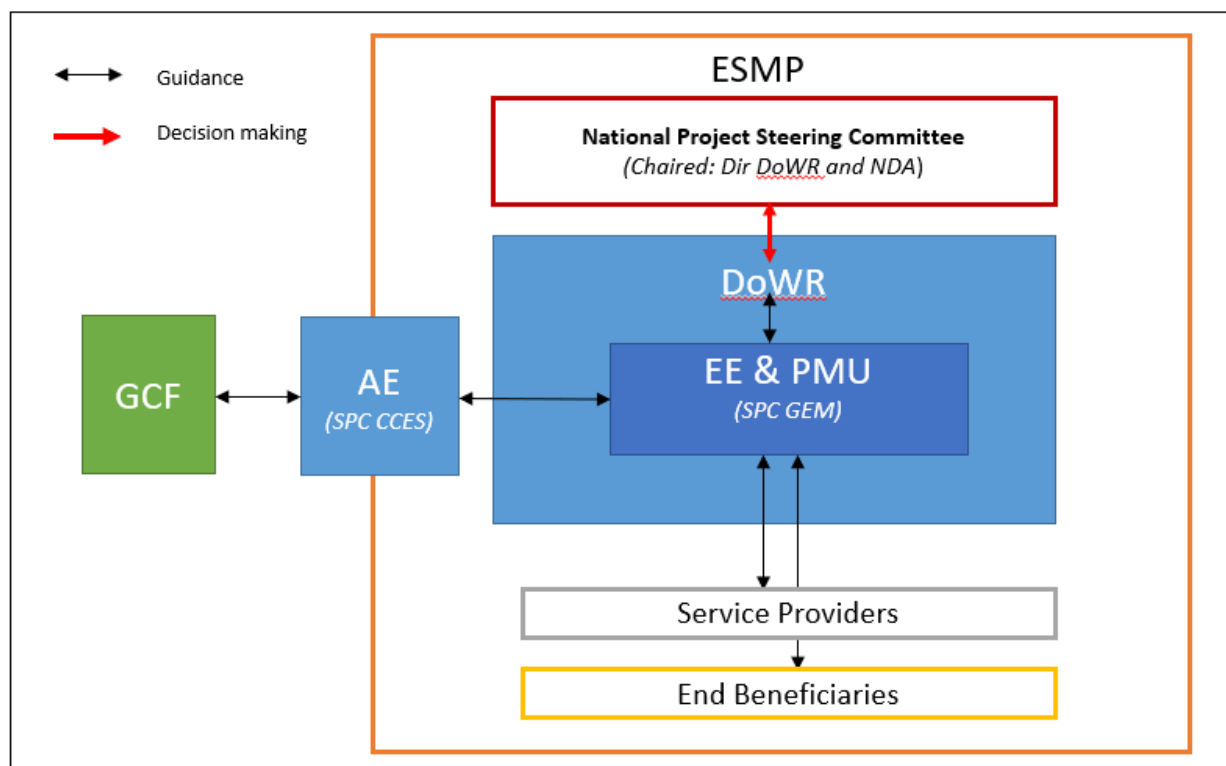 Guidance
Decision making
ESMP
National Project Steering Committee
(Chaired: Dir DoWR and NDA)
DoWR
GCF
AE
(SPC CCES)
EE & PMU
(SPC GEM)
Service Providers
End Beneficiaries